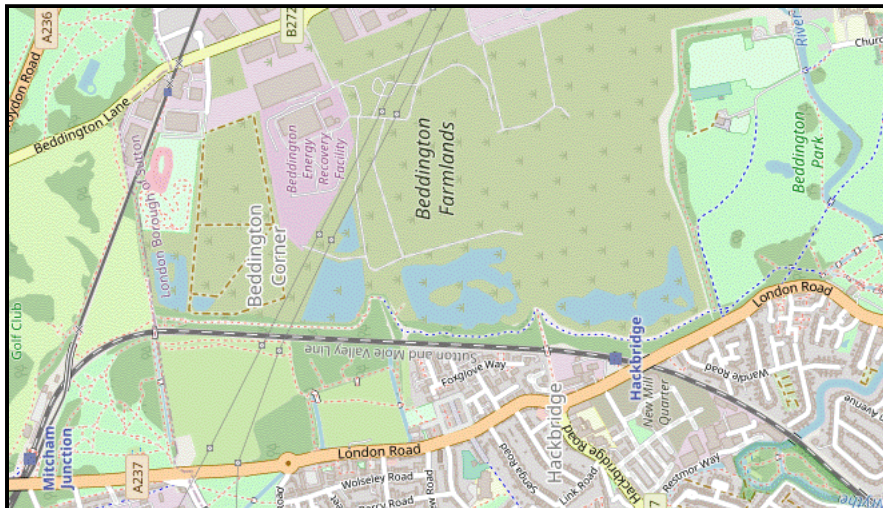 A236
B272
River
Church
oydon Road
Beddington Lane
London Borough of Sutton
Beddington
Energy
Recovery
Facility
Beddington
Farmlands
Beddington
Park
Beddington
Corner
Golf Club
Sutton and Mole Valley Line
London Road
Hackbridge
Foxglove Way
Wandle Road
Avenue
New Mill
Quarter
Hackbridge
Mitcham
Junction
London Road
A237
Senga Road
Hackbridge Road
Link Road
Restmor Way
Wolseley Road
Road